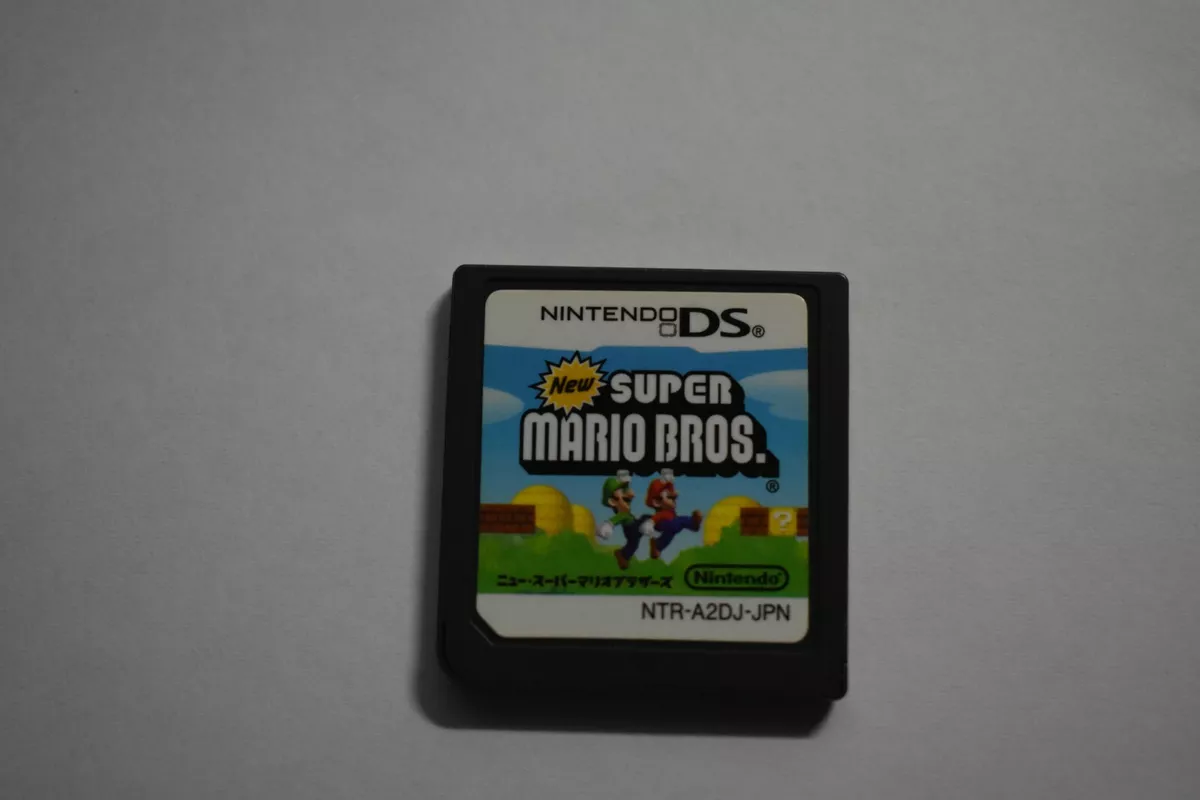 NINTENDO DS®
New SUPER
MARIO BROS.
®
?
ニュー・スーパーマリオブラザーズ
Nintendo®
NTR-A2DJ-JPN